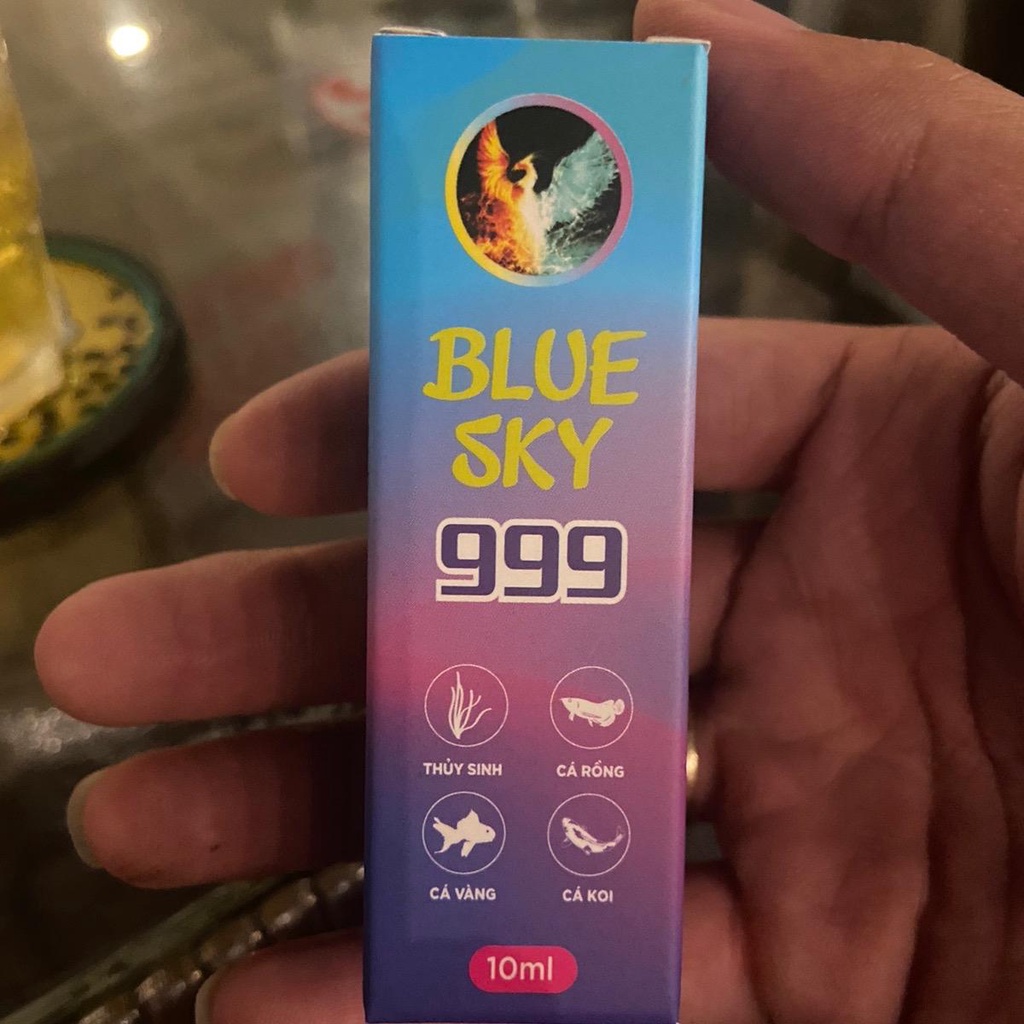 BLUE
SKY
999
THỦY SINH
CÁ RỒNG
CÁ VÀNG
CÁ KOI
10ml